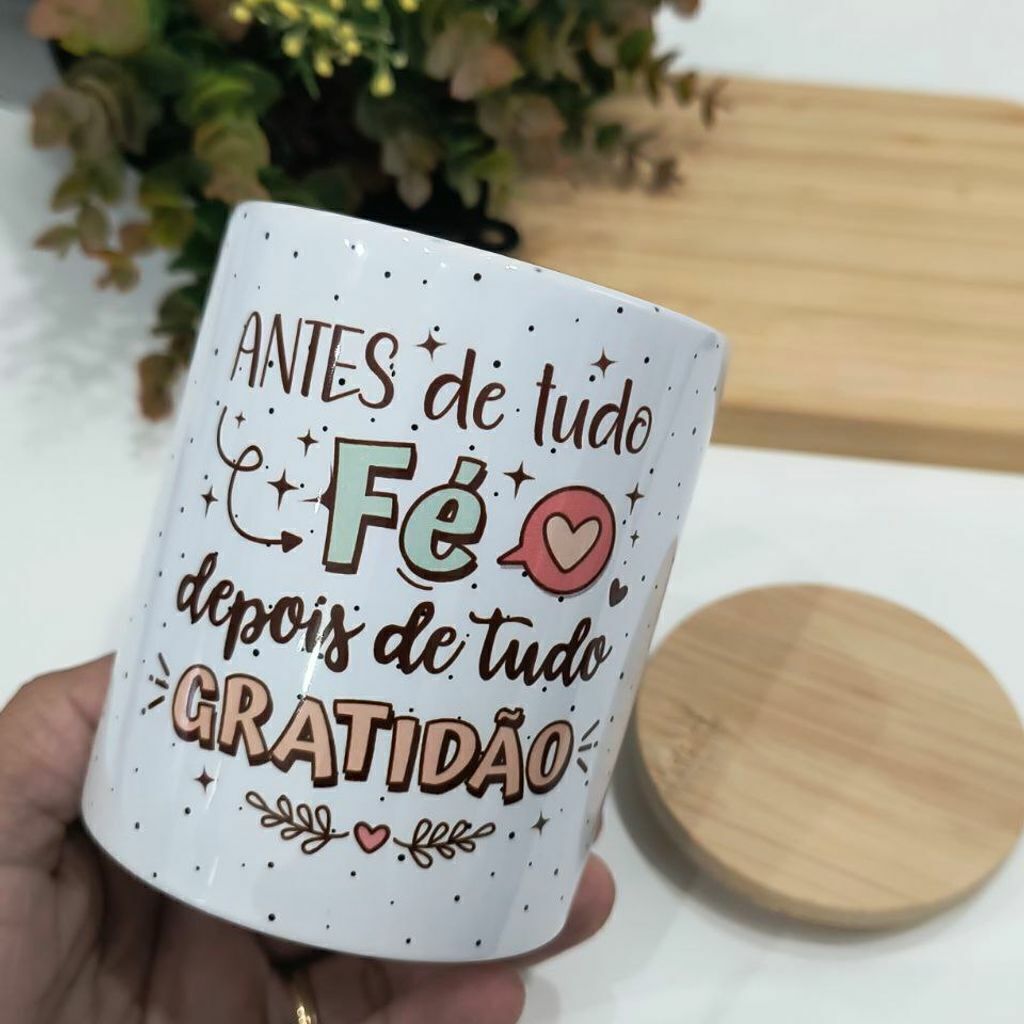 ANTES de tudo
Fé
depois de tudo
GRATIDÃO